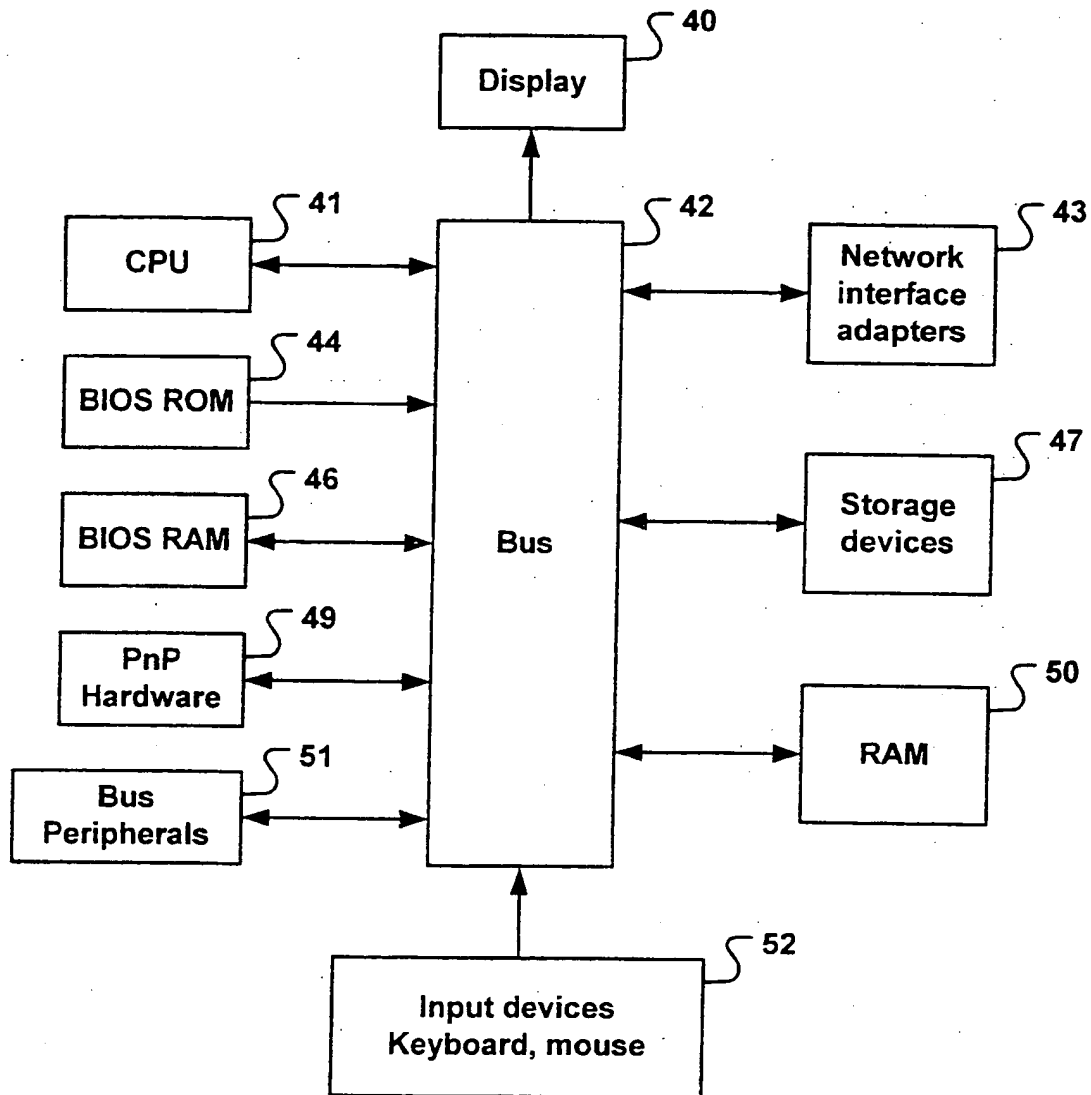 40
Display
41
CPU
42
43
Network
interface
adapters
44
BIOS ROM
46
BIOS RAM
Bus
47
Storage
devices
49
PnP
Hardware
50
RAM
51
Bus
Peripherals
52
Input devices
Keyboard, mouse